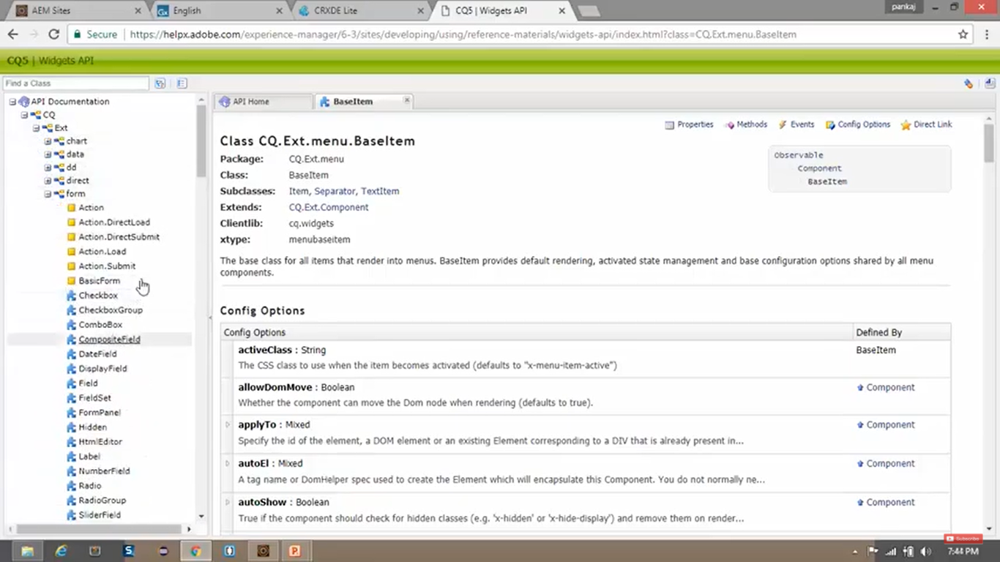 AEM Sites
English
CRXDE Lite
CQ5 | Widgets API
pankaj
Secure
https://helpx.adobe.com/experience-manager/6-3/sites/developing/using/reference-materials/widgets-api/index.html?class=CQ.Ext.menu.BaseItem
CQ5 | Widgets API
Find a Class
API Documentation
CQ
Ext
chart
data
dd
direct
form
Action
Action.DirectLoad
Action.DirectSubmit
Action.Load
Action.Submit
BasicForm
Checkbox
CheckboxGroup
ComboBox
CompositeField
DateField
DisplayField
Field
FieldSet
FormPanel
Hidden
HtmlEditor
Label
NumberField
Radio
RadioGroup
SliderField
API Home
BaseItem
Properties Methods Events Config Options Direct Link
Class CQ.Ext.menu.BaseItem
Package: CQ.Ext.menu
Class: BaseItem
Subclasses: Item, Separator, TextItem
Extends: CQ.Ext.Component
Clientlib: cq.widgets
xtype: menubaseitem
Observable
Component
BaseItem
The base class for all items that render into menus. BaseItem provides default rendering, activated state management and base configuration options shared by all menu
components.
Config Options
Config Options Defined By
activeClass : String BaseItem
The CSS class to use when the item becomes activated (defaults to "x-menu-item-active")
allowDomMove : Boolean Component
Whether the component can move the Dom node when rendering (defaults to true).
applyTo : Mixed Component
Specify the id of the element, a DOM element or an existing Element corresponding to a DIV that is already present in...
autoEl : Mixed Component
A tag name or DomHelper spec used to create the Element which will encapsulate this Component. You do not normally ne...
autoShow : Boolean Component
True if the component should check for hidden classes (e.g. 'x-hidden' or 'x-hide-display') and remove them on render...
Subscribe
7:44 PM